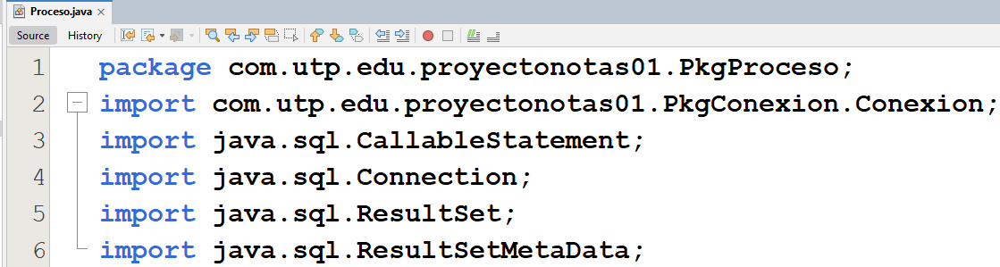 Proceso.java
Source History
1 package com.utp.edu.proyectonotas01.PkgProceso;
2 import com.utp.edu.proyectonotas01.PkgConexion.Conexion;
3 import java.sql.CallableStatement;
4 import java.sql.Connection;
5 import java.sql.ResultSet;
6 import java.sql.ResultSetMetaData;